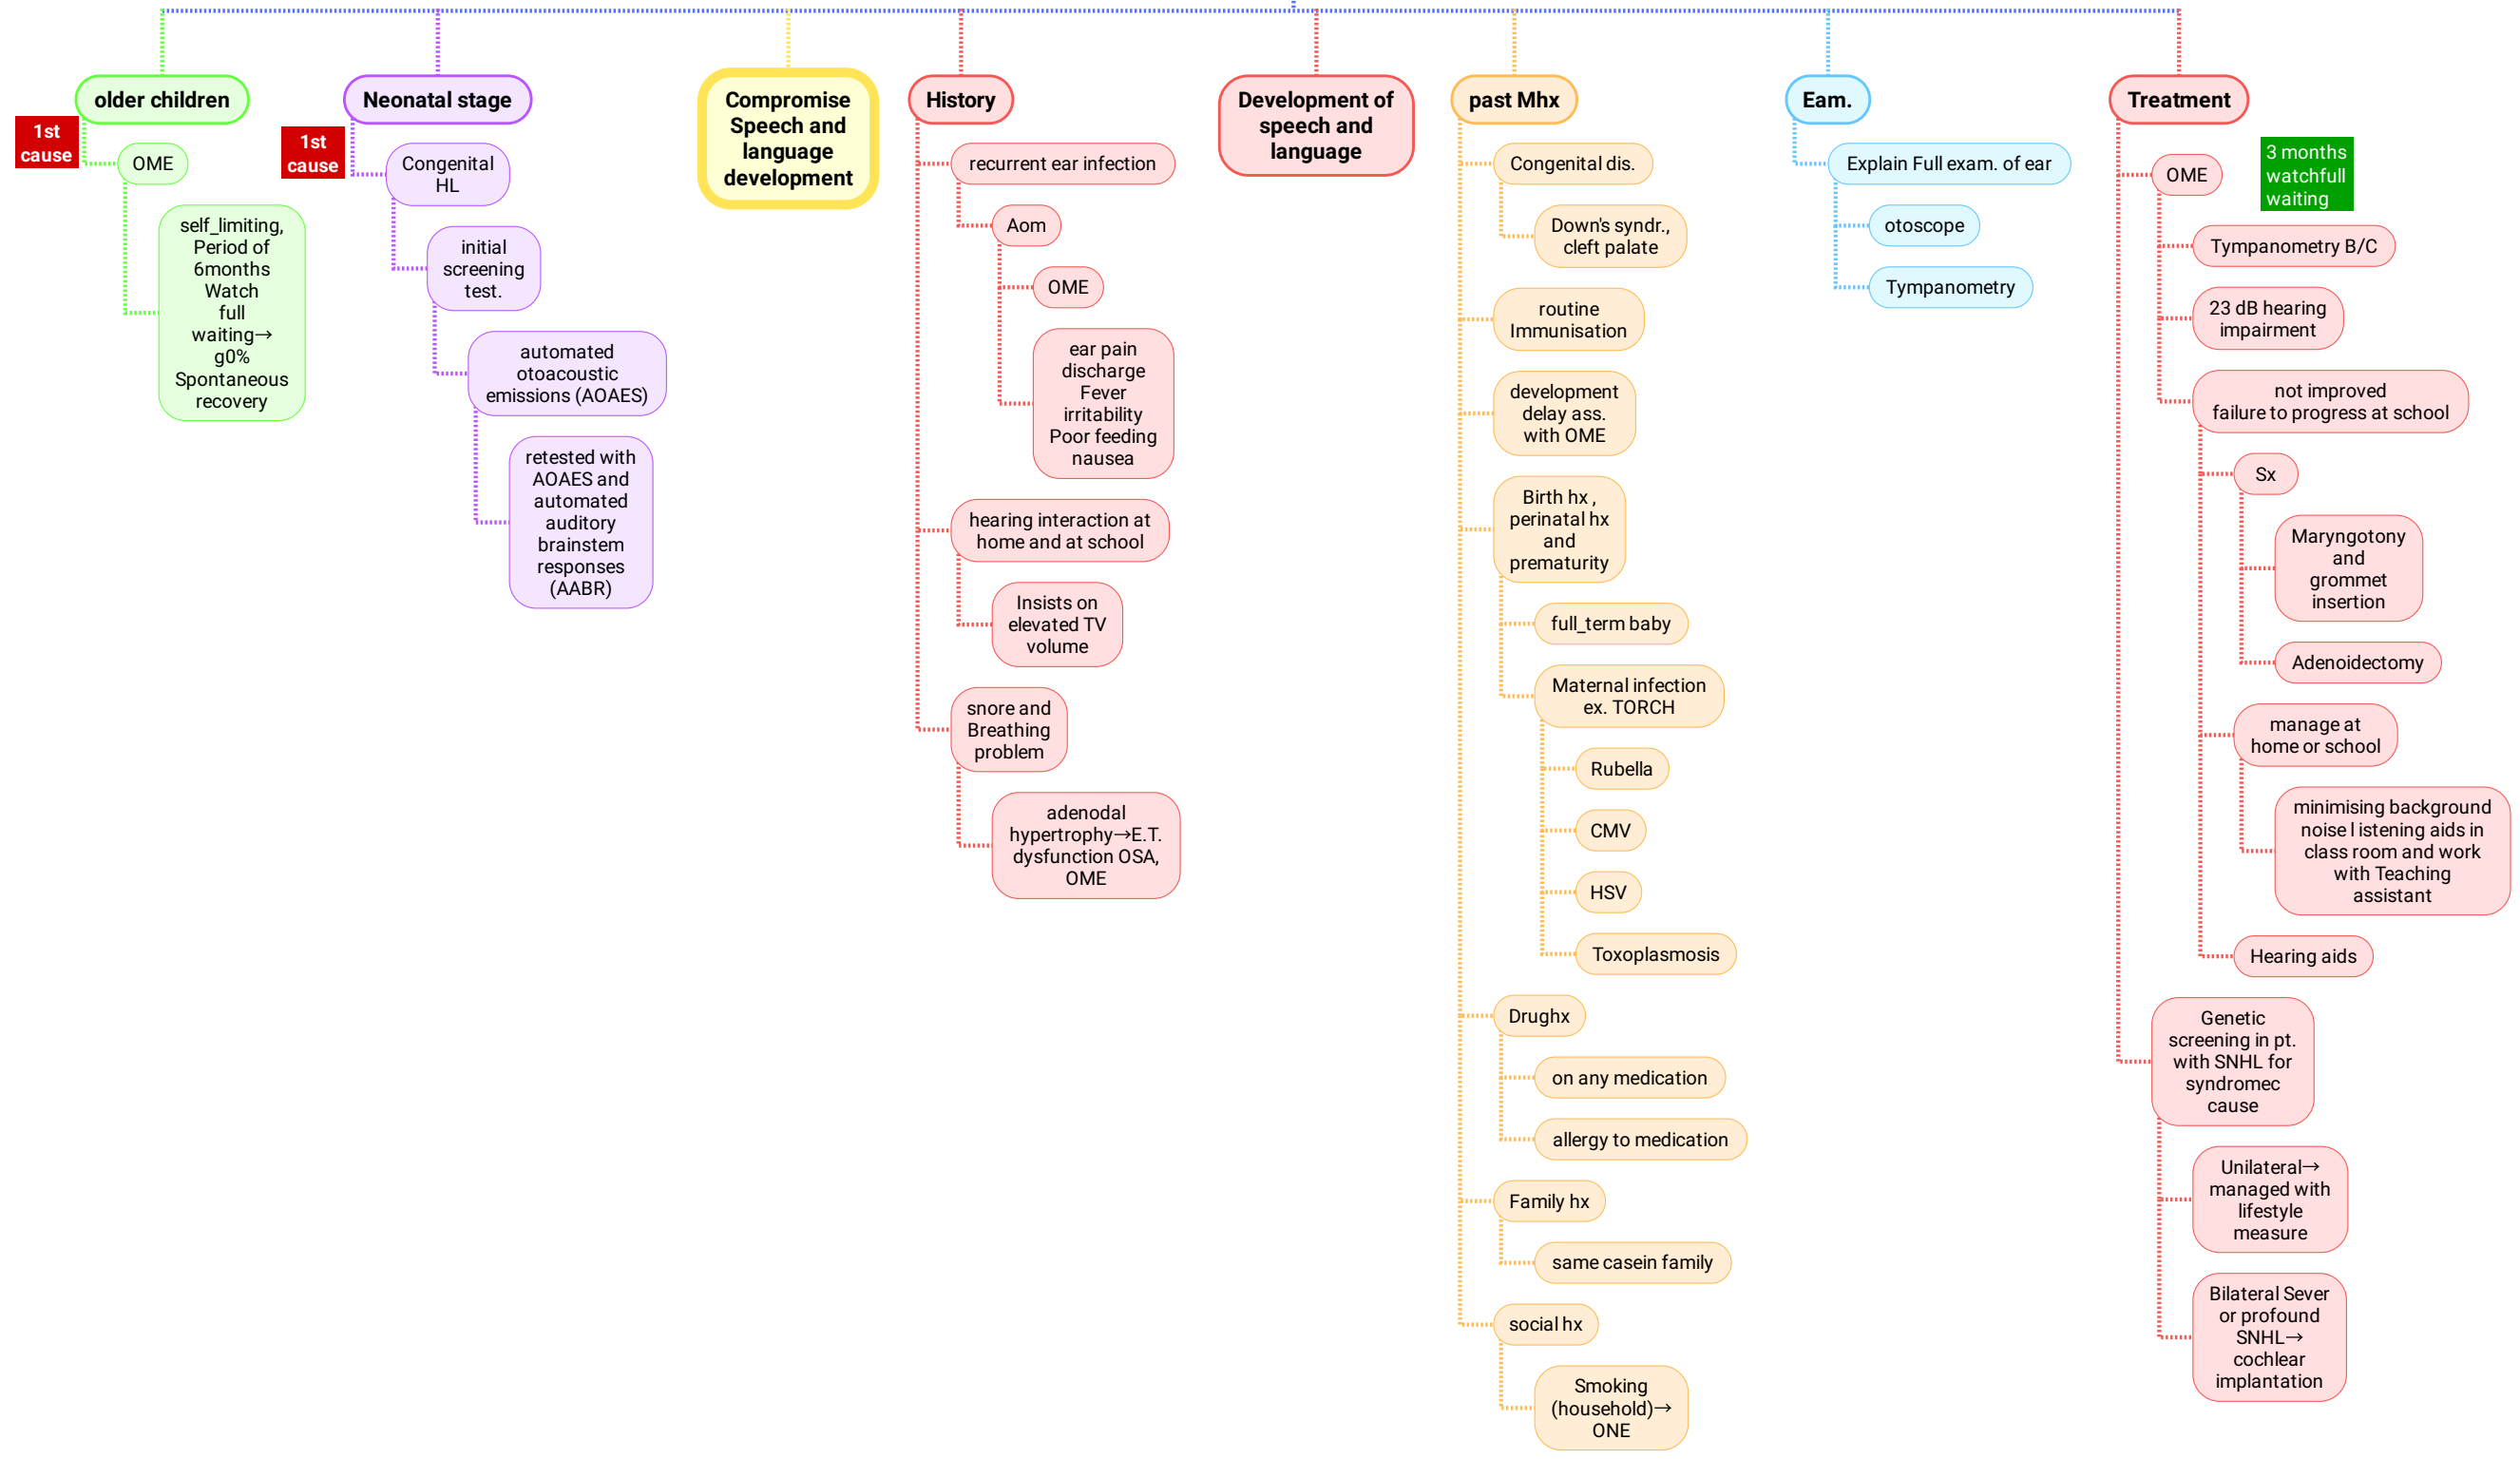 older children
1st
cause
OME
self_limiting,
Period of
6months
Watch
full
waiting→
g0%
Spontaneous
recovery
Neonatal stage
1st
cause
Congenital
HL
initial
screening
test.
automated
otoacoustic
emissions (AOAES)
retested with
AOAES and
automated
auditory
brainstem
responses
(AABR)
Compromise
Speech and
language
development
History
recurrent ear infection
Aom
OME
ear pain
discharge
Fever
irritability
Poor feeding
nausea
hearing interaction at
home and at school
Insists on
elevated TV
volume
snore and
Breathing
problem
adenodal
hypertrophy→E.T.
dysfunction OSA,
OME
Development of
speech and
language
past Mhx
Congenital dis.
Down's syndr.,
cleft palate
routine
Immunisation
development
delay ass.
with OME
Birth hx ,
perinatal hx
and
prematurity
full_term baby
Maternal infection
ex. TORCH
Rubella
CMV
HSV
Toxoplasmosis
Drughx
on any medication
allergy to medication
Family hx
same casein family
social hx
Smoking
(household)→
ONE
Eam.
Explain Full exam. of ear
otoscope
Tympanometry
Treatment
OME
3 months
watchfull
waiting
Tympanometry B/C
23 dB hearing
impairment
not improved
failure to progress at school
Sx
Maryngotony
and
grommet
insertion
Adenoidectomy
manage at
home or school
minimising background
noise l istening aids in
class room and work
with Teaching
assistant
Hearing aids
Genetic
screening in pt.
with SNHL for
syndromec
cause
Unilateral→
managed with
lifestyle
measure
Bilateral Sever
or profound
SNHL→
cochlear
implantation